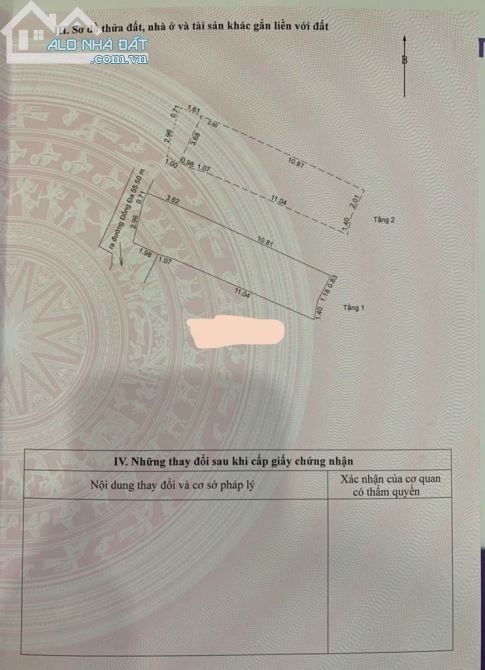 III. Sơ đồ thửa đất, nhà ở và tài sản khác gắn liền với đất
ALO NHÀ ĐẤT
.com.vn
B
1.61
2.00
0.71
2.96
3.68
1.00
0.98
1.07
10.81
11.04
2.01
1.40
Tầng 2
ra đường Đống Đa 55.50 m
0.71
3.62
2.96
1.98
1.07
10.81
11.04
0.83
1.18
1.40
Tầng 1
IV. Những thay đổi sau khi cấp giấy chứng nhận
Nội dung thay đổi và cơ sở pháp lý
Xác nhận của cơ quan
có thẩm quyền